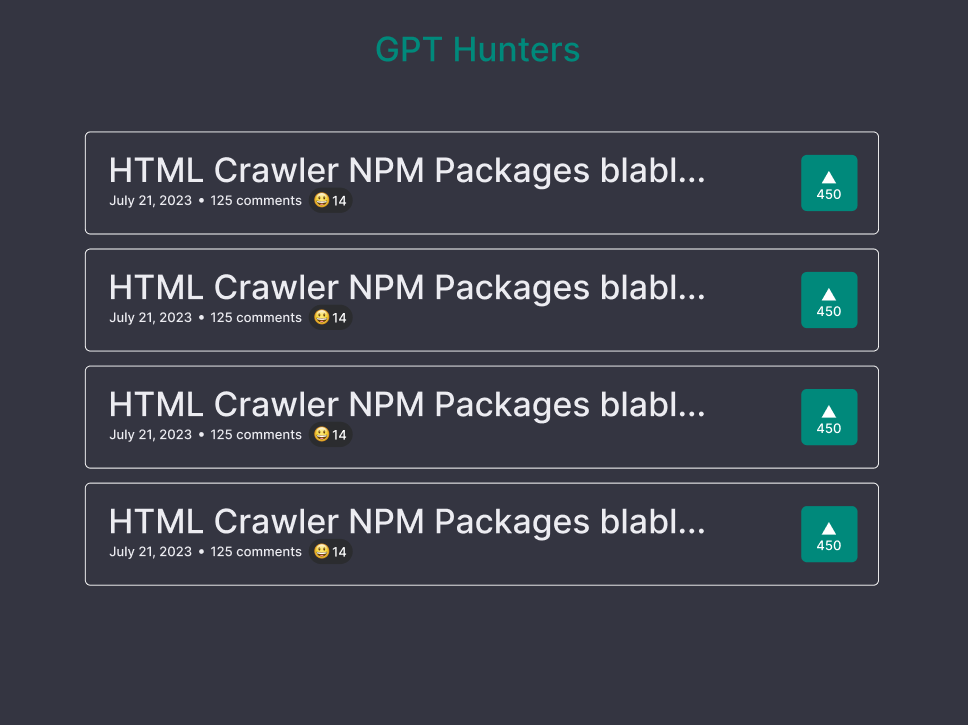 GPT Hunters
HTML Crawler NPM Packages blabl...
July 21, 2023 • 125 comments 😀 14
▲
450
HTML Crawler NPM Packages blabl...
July 21, 2023 • 125 comments 😀 14
▲
450
HTML Crawler NPM Packages blabl...
July 21, 2023 • 125 comments 😀 14
▲
450
HTML Crawler NPM Packages blabl...
July 21, 2023 • 125 comments 😀 14
▲
450